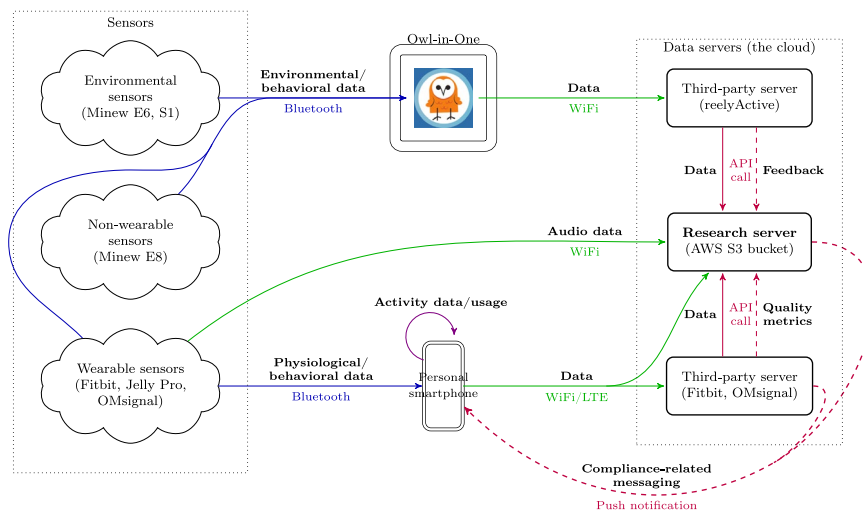 Sensors
Owl-in-One
Data servers (the cloud)
Environmental
sensors
(Minew E6, S1)
Environmental/
behavioral data
Bluetooth
Data
WiFi
Third-party server
(reelyActive)
Data
API
call
Feedback
Non-wearable
sensors
(Minew E8)
Audio data
WiFi
Research server
(AWS S3 bucket)
Activity data/usage
Data
API
call
Quality
metrics
Wearable sensors
(Fitbit, Jelly Pro,
OMsignal)
Physiological/
behavioral data
Bluetooth
Personal
smartphone
Data
WiFi/LTE
Third-party server
(Fitbit, OMsignal)
Compliance-related
messaging
Push notification